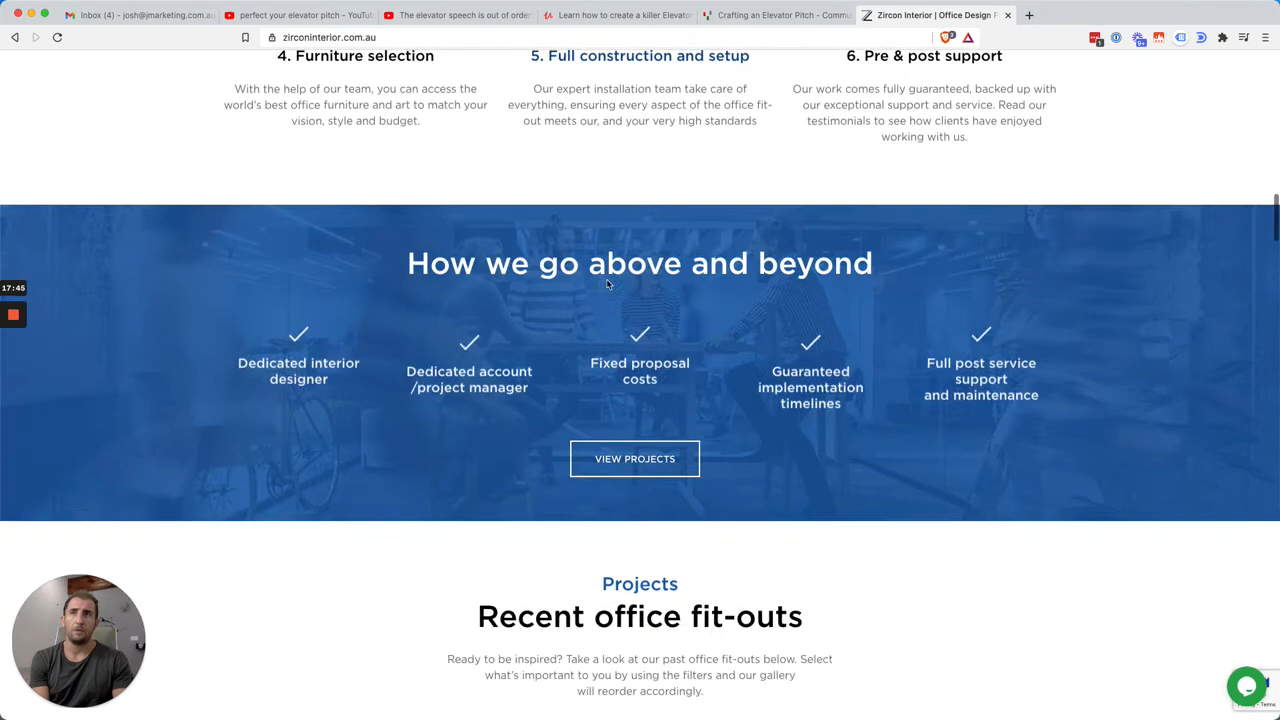 Inbox (4) - josh@jmarketing.com.au
perfect your elevator pitch - YouTu
The elevator speech is out of order
Learn how to create a killer Elevator
Crafting an Elevator Pitch - Commu
Zircon Interior | Office Design F
zirconinterior.com.au
4. Furniture selection
With the help of our team, you can access the
world's best office furniture and art to match your
vision, style and budget.
5. Full construction and setup
Our expert installation team take care of
everything, ensuring every aspect of the office fit-
out meets our, and your very high standards
6. Pre & post support
Our work comes fully guaranteed, backed up with
our exceptional support and service. Read our
testimonials to see how clients have enjoyed
working with us.
How we go above and beyond
17:45
Dedicated interior
designer
Dedicated account
/project manager
Fixed proposal
costs
Guaranteed
implementation
timelines
Full post service
support
and maintenance
VIEW PROJECTS
Projects
Recent office fit-outs
Ready to be inspired? Take a look at our past office fit-outs below. Select
what's important to you by using the filters and our gallery
will reorder accordingly.